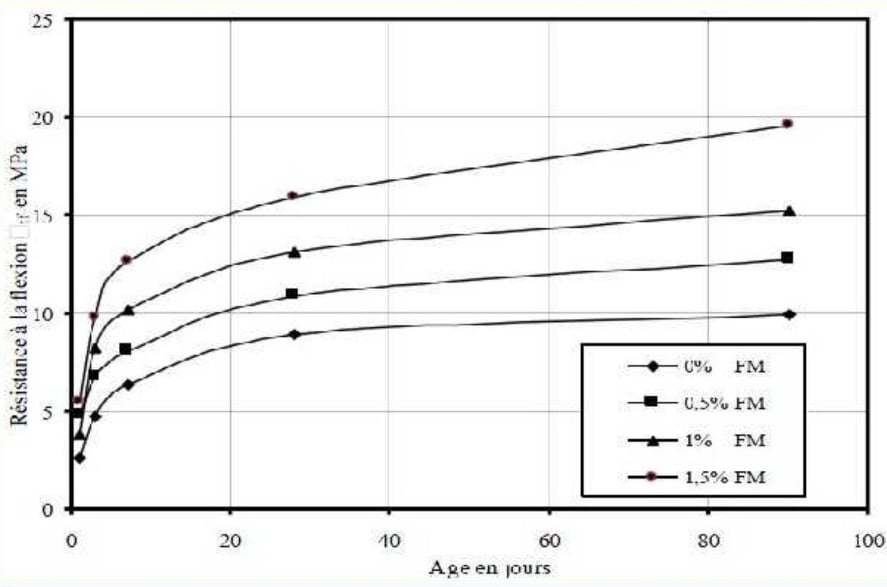 25
20
15
10
5
0
Résistance à la flexion en MPa
0% FM
0,5% FM
1% FM
1,5% FM
0 20 40 60 80 100
Age en jours